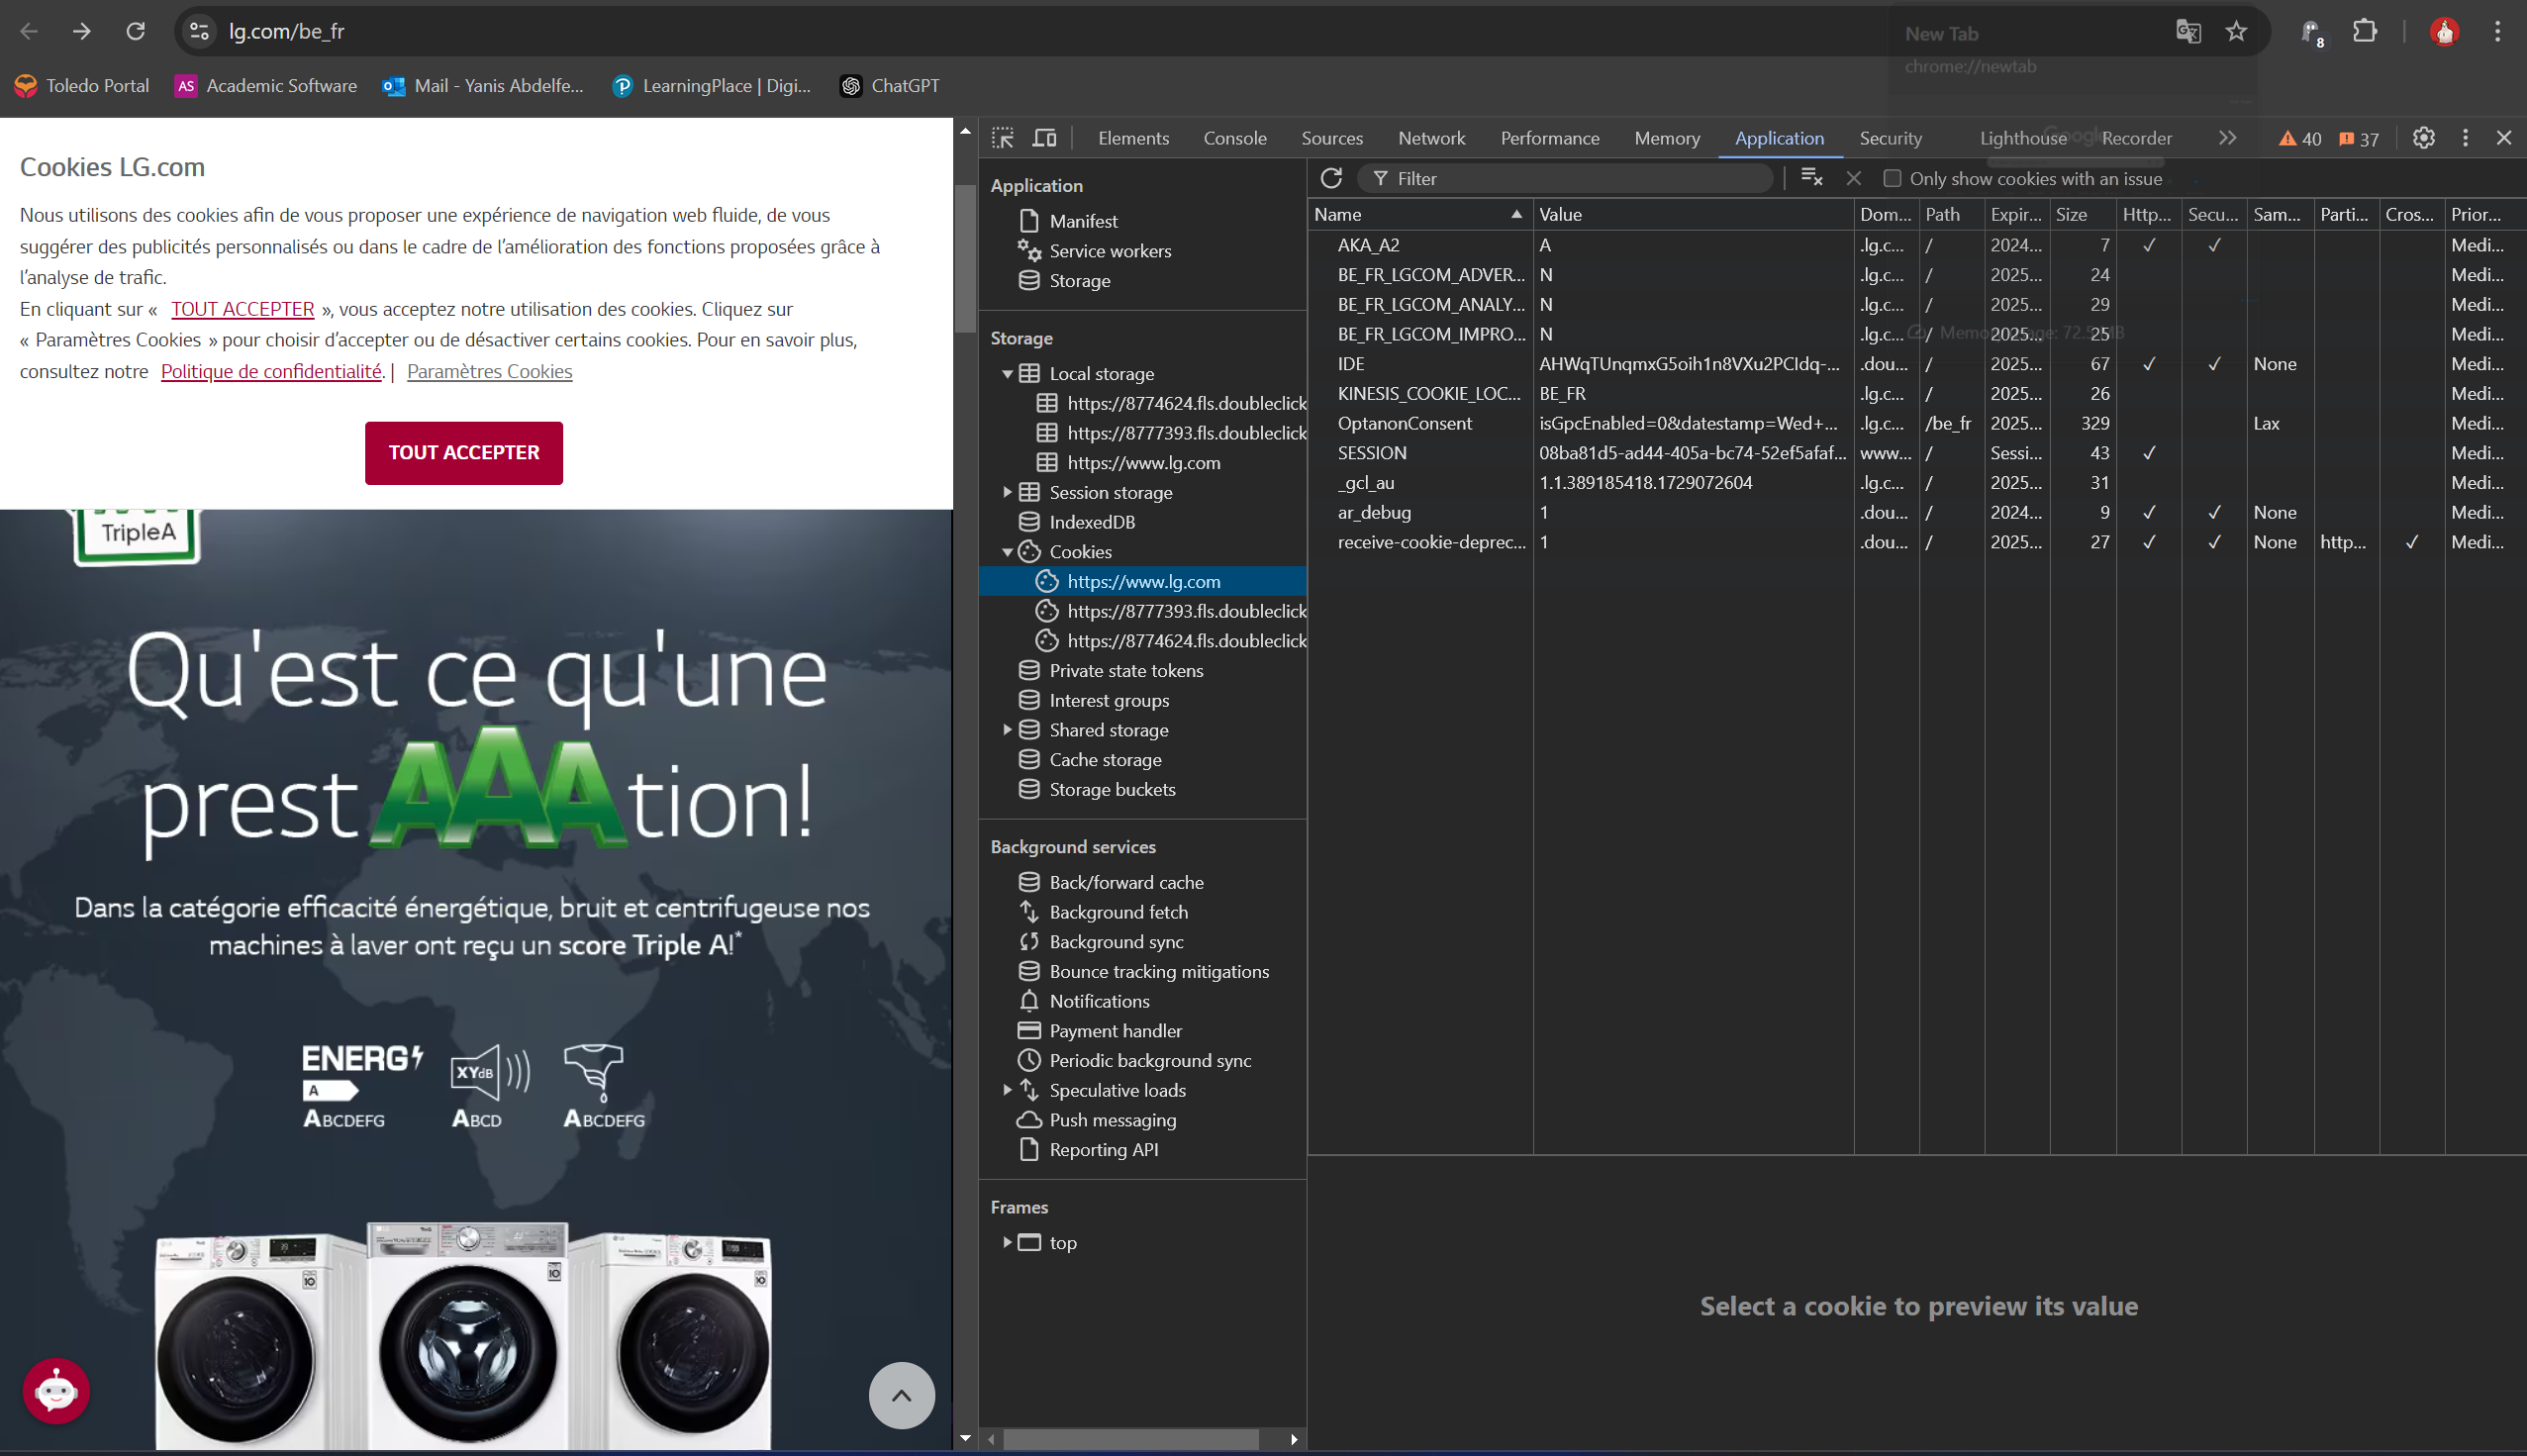 lg.com/be_fr
New Tab
chrome://newtab
8
Toledo Portal
AS Academic Software
Mail - Yanis Abdelfe...
LearningPlace | Digi...
ChatGPT
Cookies LG.com
Nous utilisons des cookies afin de vous proposer une expérience de navigation web fluide, de vous
suggérer des publicités personnalisés ou dans le cadre de l'amélioration des fonctions proposées grâce à
l'analyse de trafic.
En cliquant sur « TOUT ACCEPTER », vous acceptez notre utilisation des cookies. Cliquez sur
« Paramètres Cookies » pour choisir d'accepter ou de désactiver certains cookies. Pour en savoir plus,
consultez notre Politique de confidentialité. | Paramètres Cookies
TOUT ACCEPTER
TripleA
Qu'est ce qu'une
prest AAAtion!
Dans la catégorie efficacité énergétique, bruit et centrifugeuse nos
machines à laver ont reçu un score Triple A!*
ENERG
A
ABCDEFG
XYdB
ABCD
ABCDEFG
Elements Console Sources Network Performance Memory Application Security Lighthouse Recorder
40 37
Application
Manifest
Service workers
Storage
Storage
Local storage
https://8774624.fls.doubleclick
https://8777393.fls.doubleclick
https://www.lg.com
Session storage
IndexedDB
Cookies
https://www.lg.com
https://8777393.fls.doubleclick
https://8774624.fls.doubleclick
Private state tokens
Interest groups
Shared storage
Cache storage
Storage buckets
Background services
Back/forward cache
Background fetch
Background sync
Bounce tracking mitigations
Notifications
Payment handler
Periodic background sync
Speculative loads
Push messaging
Reporting API
Frames
top
Filter
Only show cookies with an issue
Name Value Dom... Path Expir... Size Http... Secu... Sam... Parti... Cros... Prior...
AKA_A2 A .lg.c... / 2024... 7 ✓ ✓ Medi...
BE_FR_LGCOM_ADVER... N .lg.c... / 2025... 24 Medi...
BE_FR_LGCOM_ANALY... N .lg.c... / 2025... 29 Medi...
BE_FR_LGCOM_IMPRO... N .lg.c... / 2025... 25 Medi...
IDE AHWqTUnqmxG5oih1n8VXu2PCIdq-... .dou... / 2025... 67 ✓ ✓ None Medi...
KINESIS_COOKIE_LOC... BE_FR .lg.c... / 2025... 26 Medi...
OptanonConsent isGpcEnabled=0&datestamp=Wed+... .lg.c... /be_fr 2025... 329 Lax Medi...
SESSION 08ba81d5-ad44-405a-bc74-52ef5afaf... www... / Sessi... 43 ✓ Medi...
_gcl_au 1.1.389185418.1729072604 .lg.c... / 2025... 31 Medi...
ar_debug 1 .dou... / 2024... 9 ✓ ✓ None Medi...
receive-cookie-deprec... 1 .dou... / 2025... 27 ✓ ✓ None http... ✓ Medi...
Select a cookie to preview its value